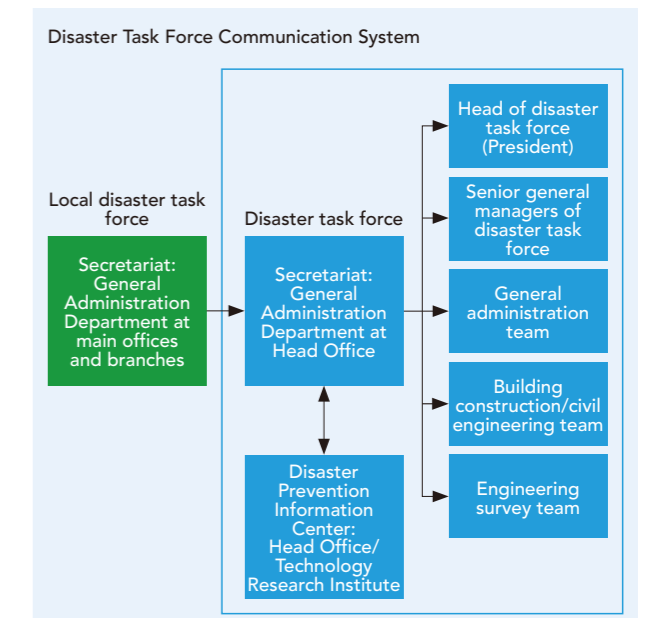 Disaster Task Force Communication System
Local disaster task
force
Secretariat:
General
Administration
Department at
main offices
and branches
Disaster task force
Secretariat:
General
Administration
Department at
Head Office
Disaster
Prevention
Information
Center:
Head Office/
Technology
Research Institute
Head of disaster
task force
(President)
Senior general
managers of
disaster task
force
General
administration
team
Building
construction/civil
engineering team
Engineering
survey team